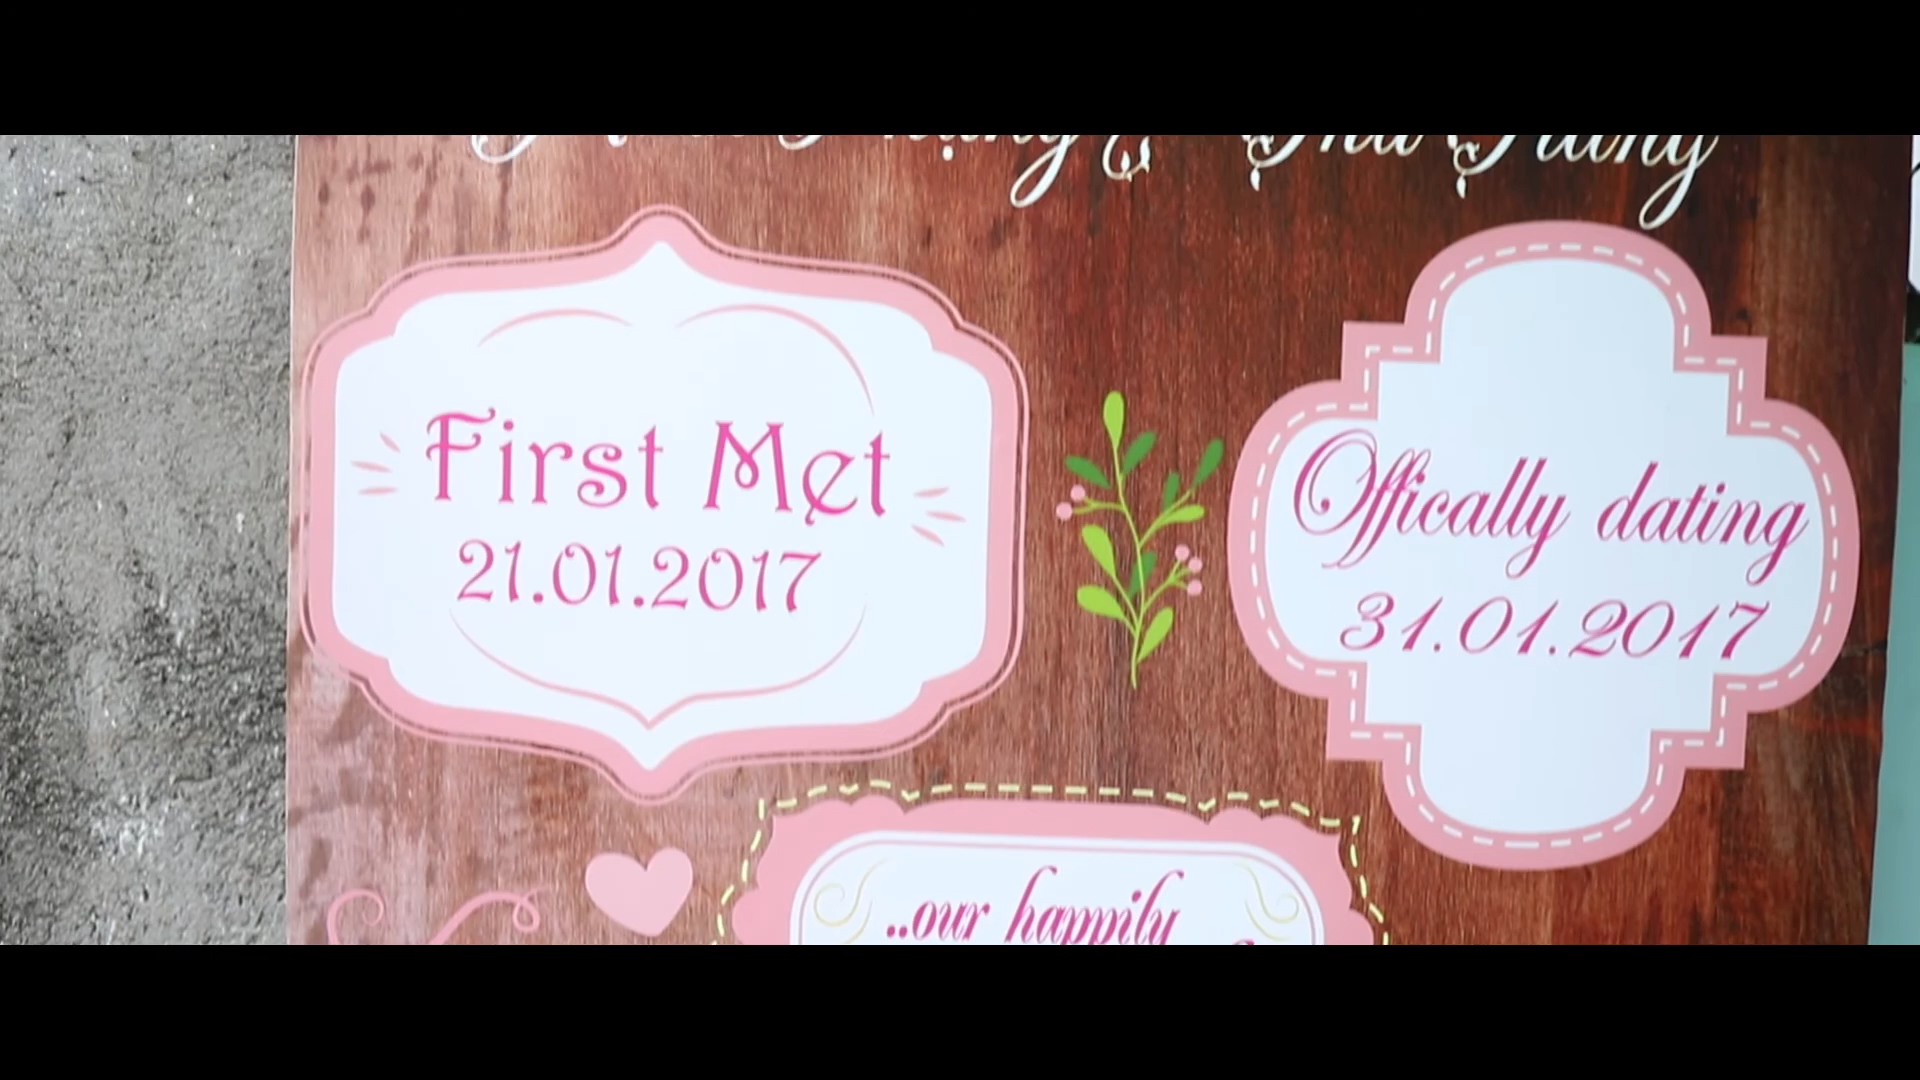 &
First Met
21.01.2017
Offically dating
31.01.2017
..our happily